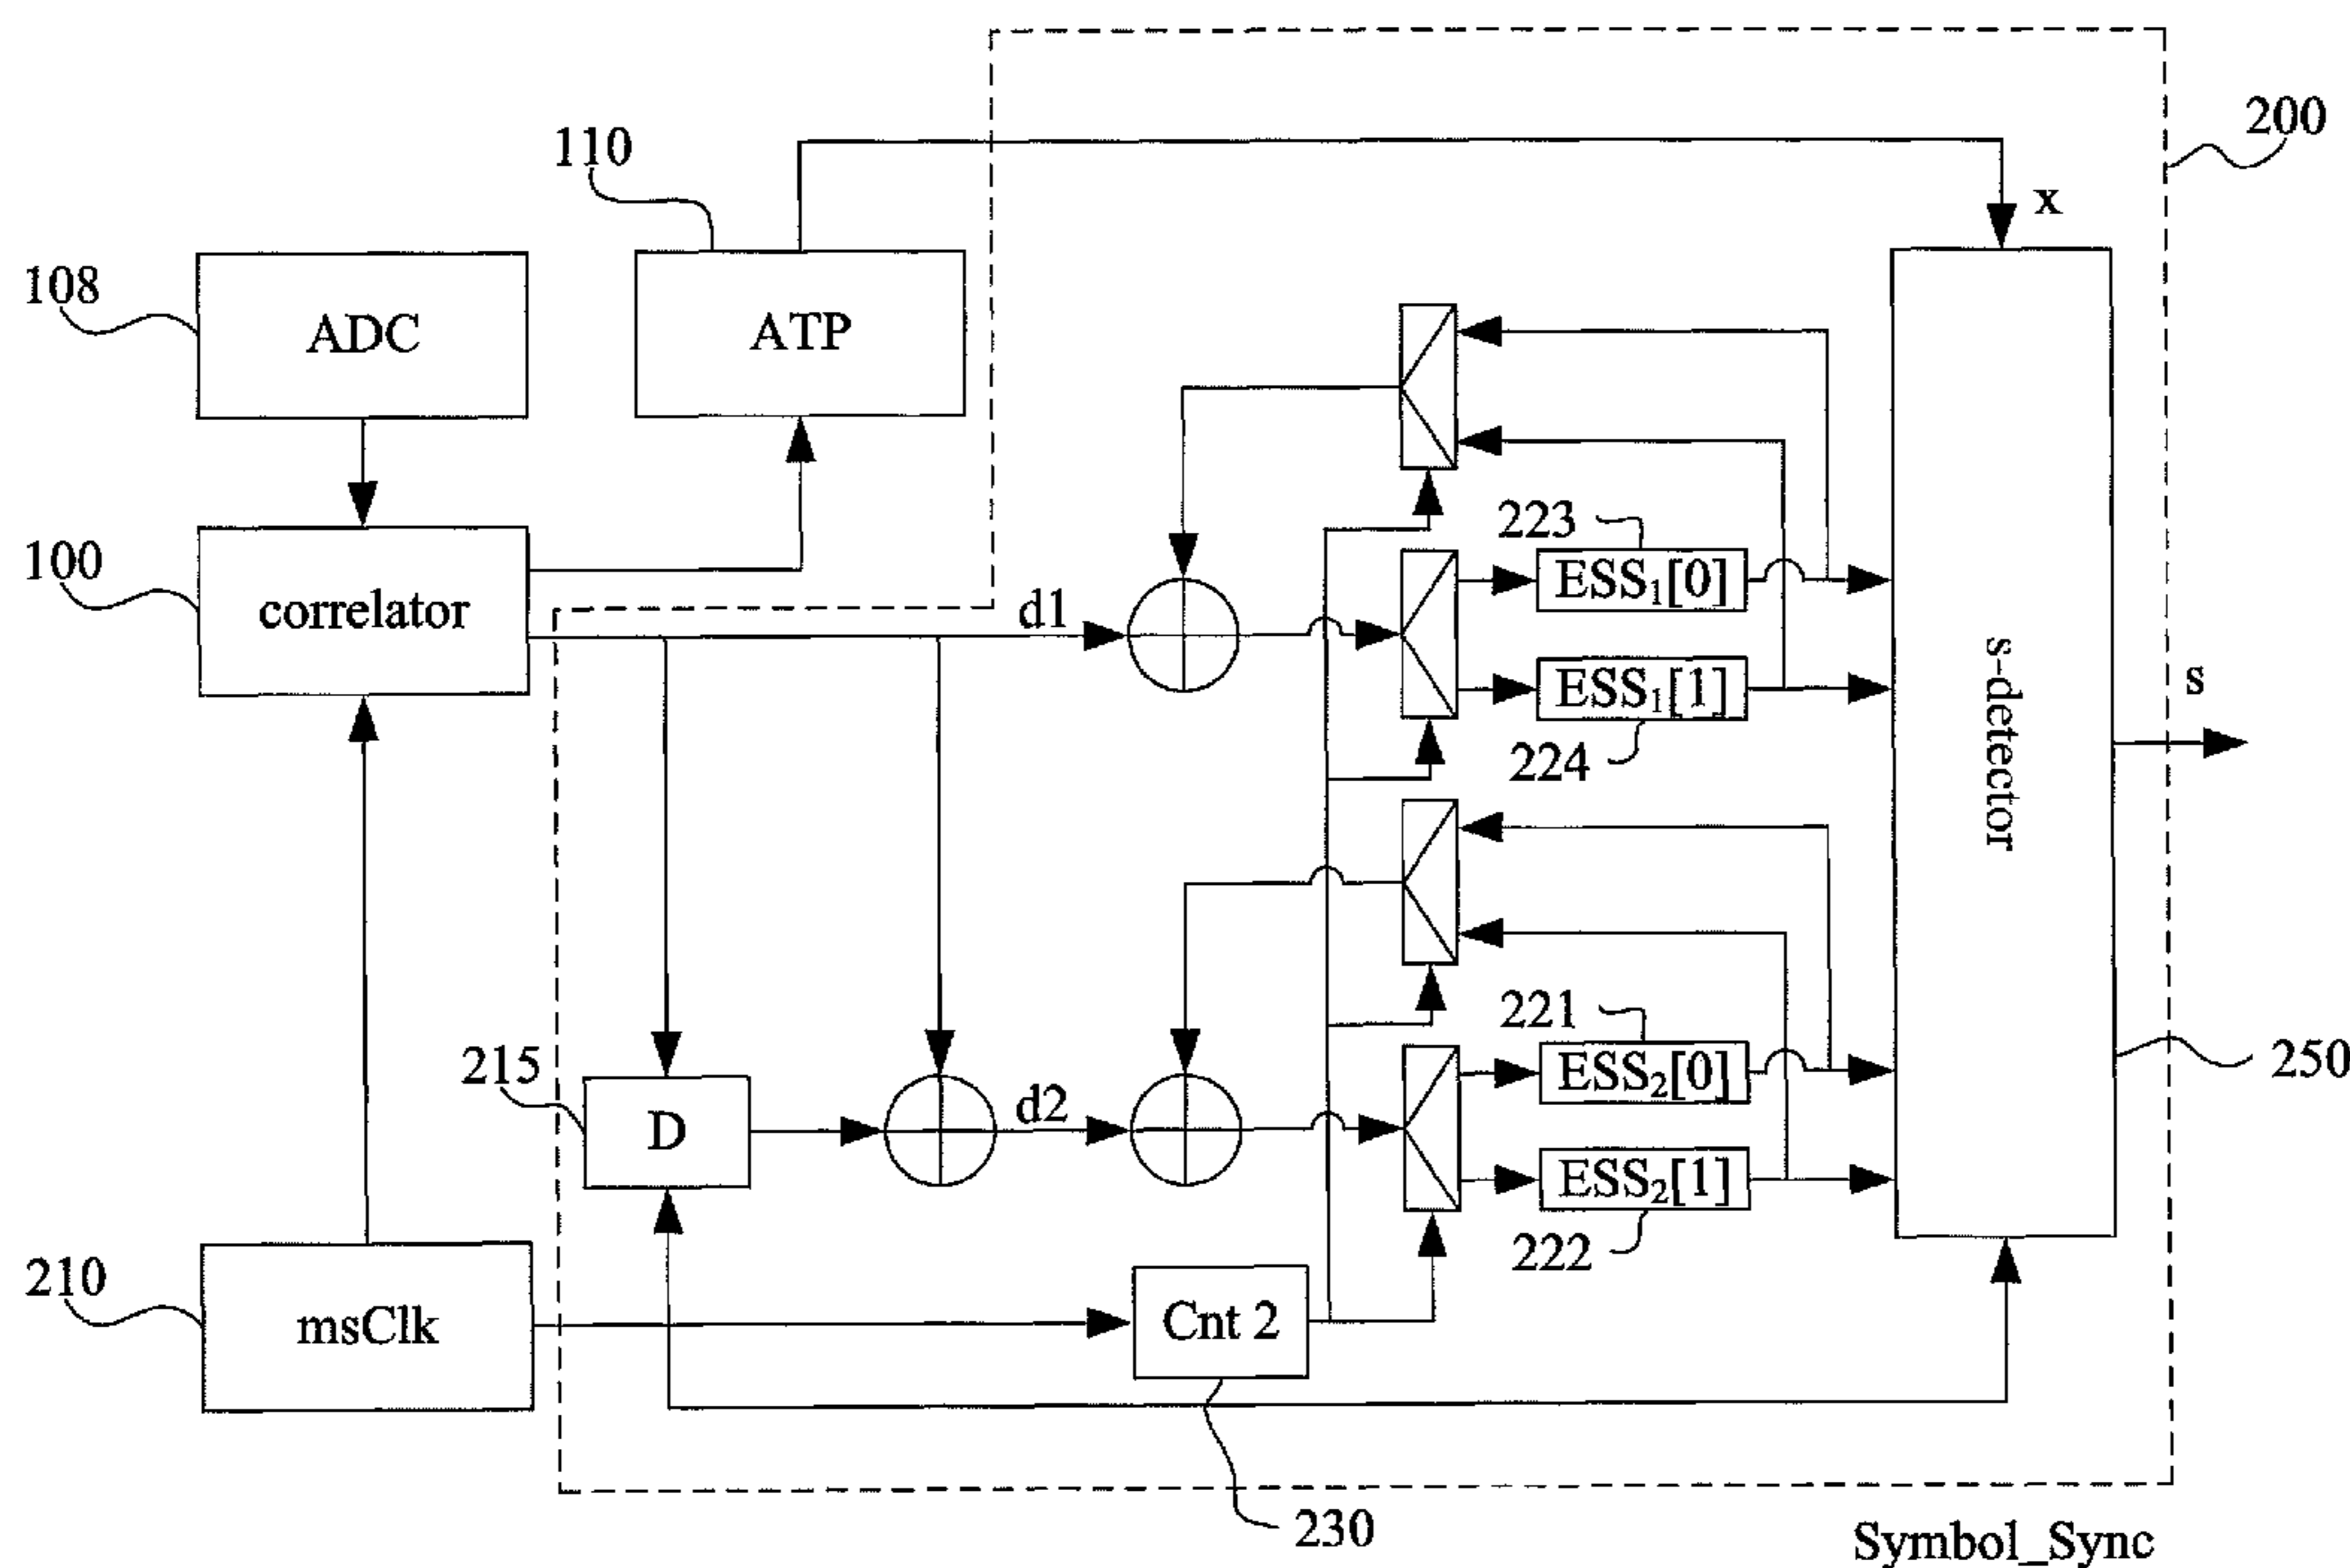 200
110
x
108
ADC
ATP
223
100
correlator
d1
ESS₁[0]
ESS₁[1]
s-detector
s
224
221
215
D
d2
ESS₂[0]
250
ESS₂[1]
222
210
msClk
Cnt 2
230
Symbol_Sync